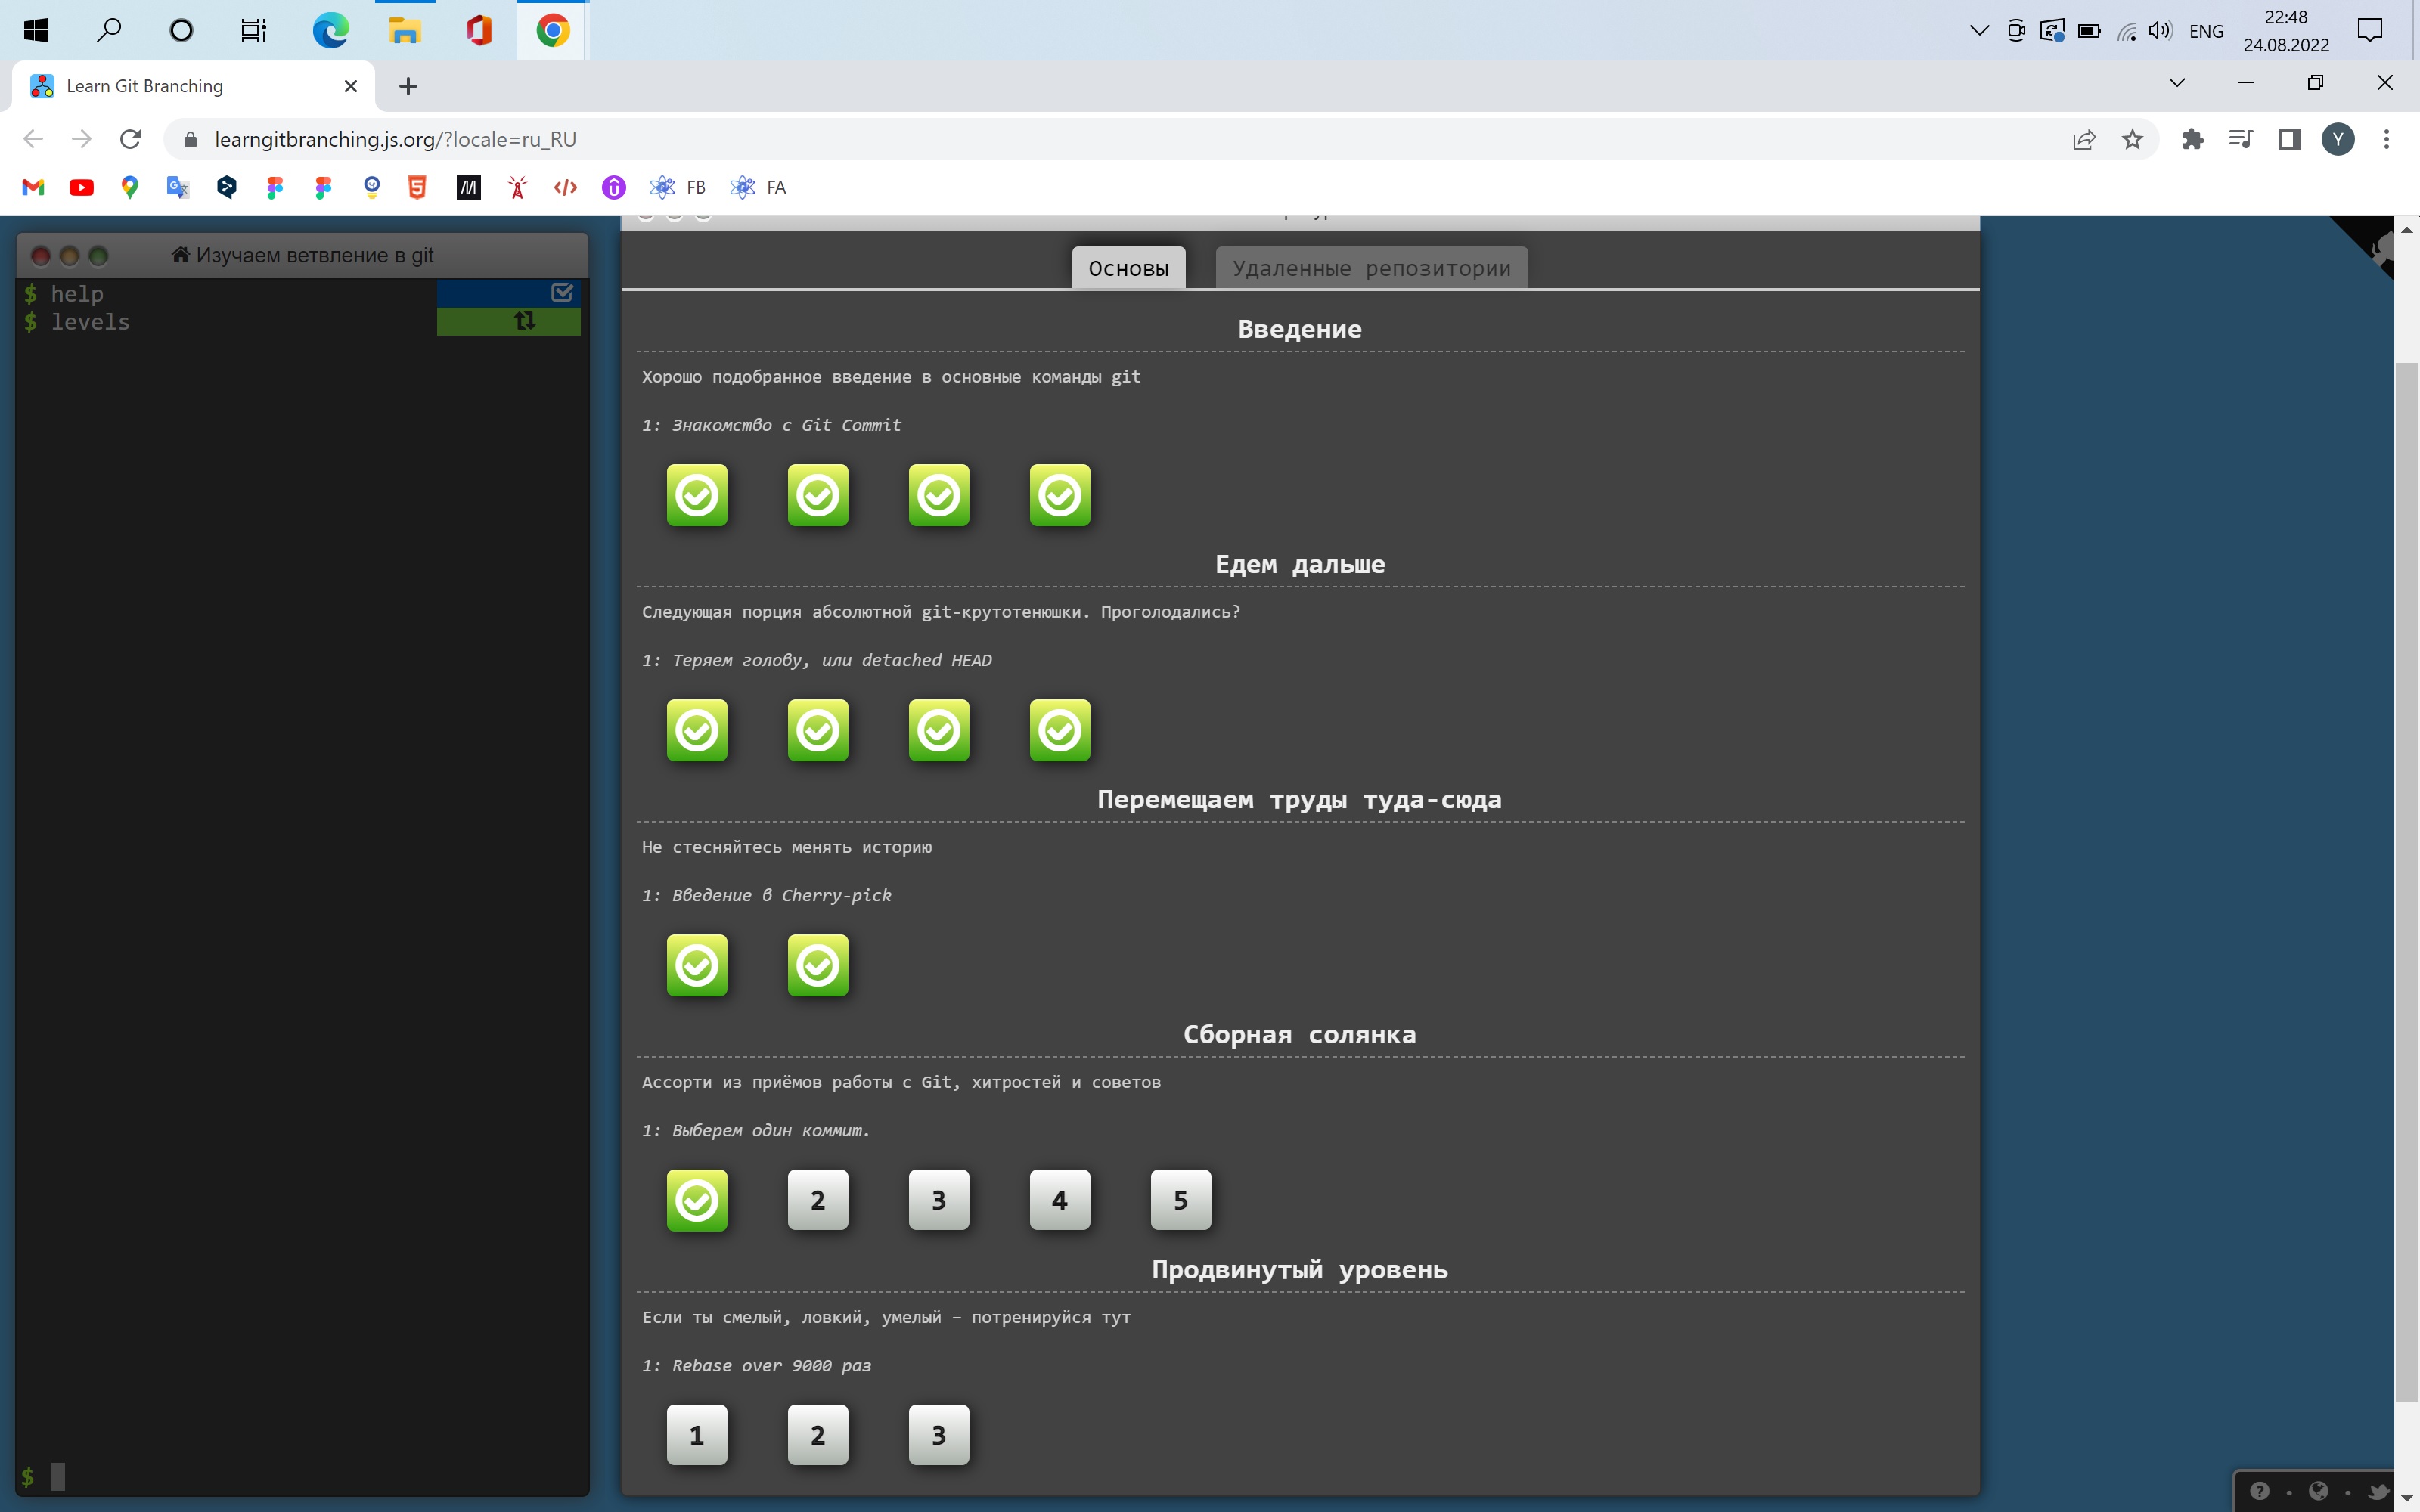 ENG
22:48
24.08.2022
Learn Git Branching
learngitbranching.js.org/?locale=ru_RU
Y
FB
FA
Изучаем ветвление в git
$ help
$ levels
$
Основы
Удаленные репозитории
Введение
Хорошо подобранное введение в основные команды git
1: Знакомство с Git Commit
Едем дальше
Следующая порция абсолютной git-крутотенюшки. Проголодались?
1: Теряем голову, или detached HEAD
Перемещаем труды туда-сюда
Не стесняйтесь менять историю
1: Введение в Cherry-pick
Сборная солянка
Ассорти из приёмов работы с Git, хитростей и советов
1: Выберем один коммит.
2 3 4 5
Продвинутый уровень
Если ты смелый, ловкий, умелый – потренируйся тут
1: Rebase over 9000 раз
1 2 3